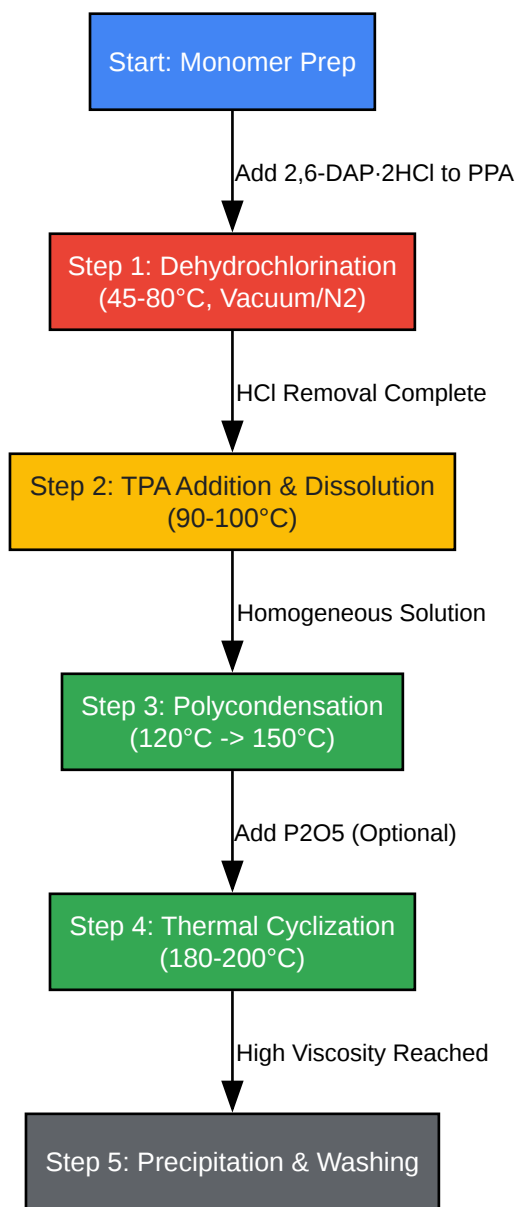 Start: Monomer Prep
Add 2,6-DAP·2HCl to PPA
Step 1: Dehydrochlorination
(45-80°C, Vacuum/N2)
HCl Removal Complete
Step 2: TPA Addition & Dissolution
(90-100°C)
Homogeneous Solution
Step 3: Polycondensation
(120°C -> 150°C)
Add P2O5 (Optional)
Step 4: Thermal Cyclization
(180-200°C)
High Viscosity Reached
Step 5: Precipitation & Washing